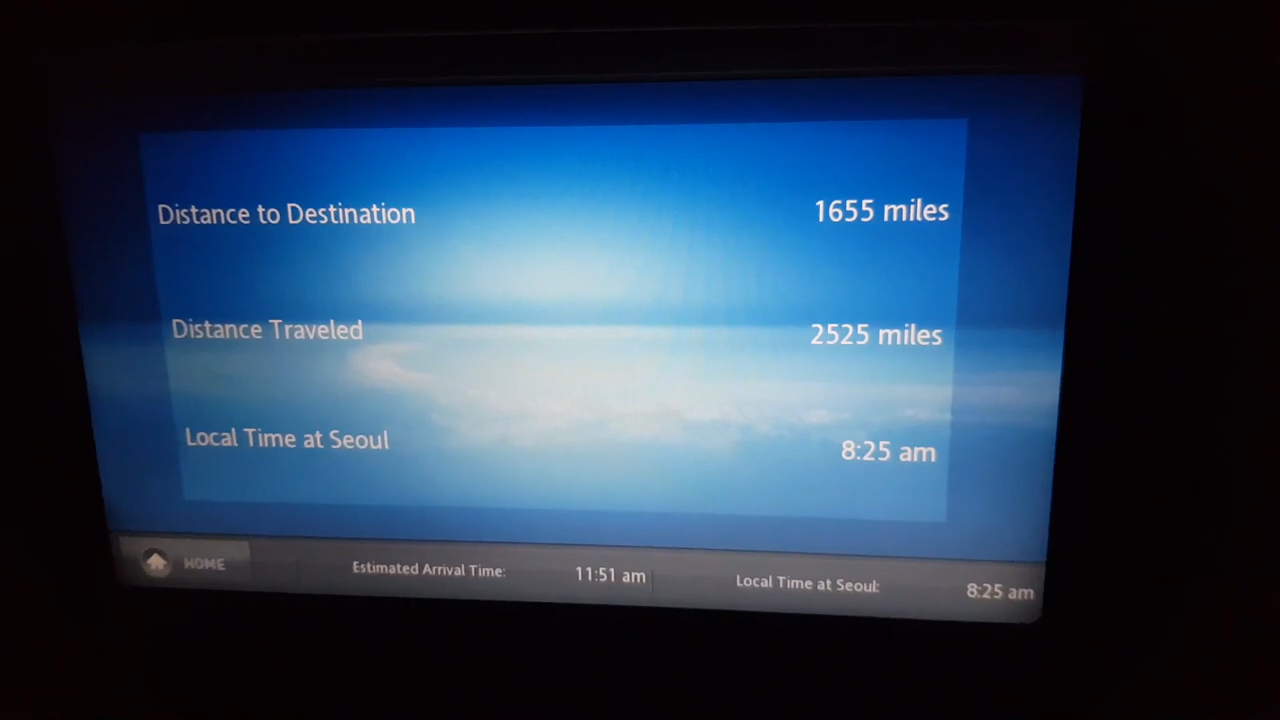 Distance to Destination 1655 miles
Distance Traveled 2525 miles
Local Time at Seoul 8:25 am
HOME Estimated Arrival Time: 11:51 am Local Time at Seoul: 8:25 am